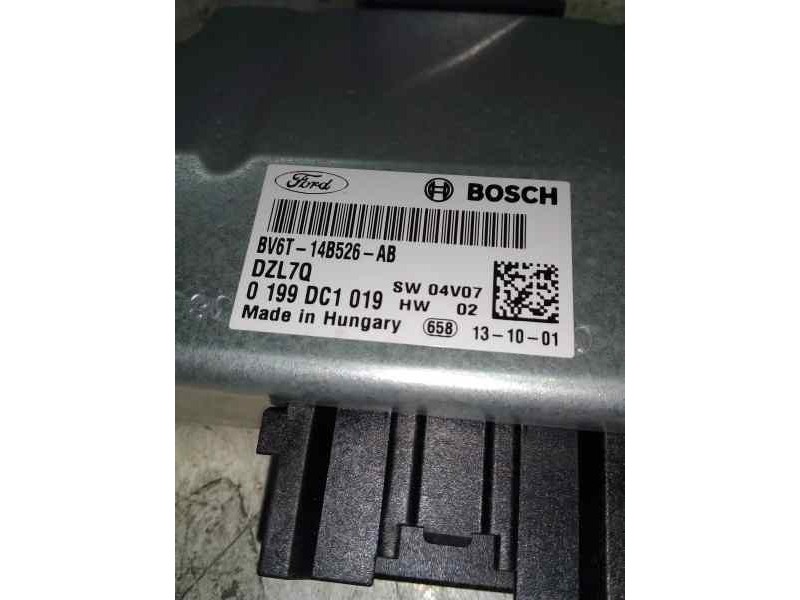 Ford BOSCH
BV6T-14B526-AB
DZL7Q
0 199 DC1 019 SW 04V07
HW 02
Made in Hungary 658 13-10-01